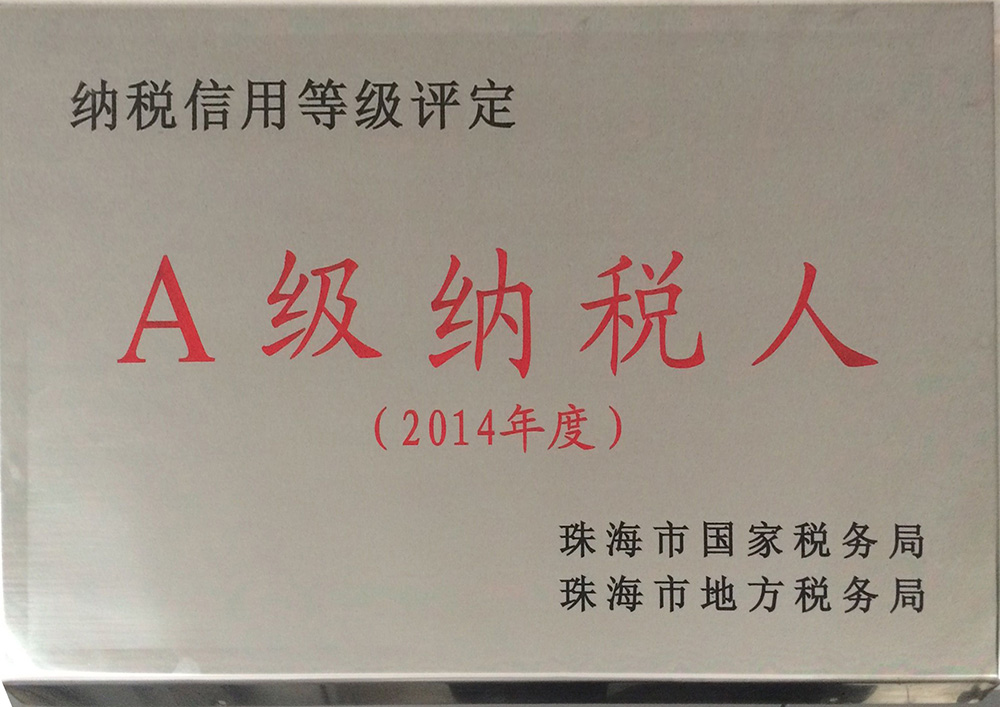 纳税信用等级评定
A级纳税人
（2014年度）
珠海市国家税务局
珠海市地方税务局